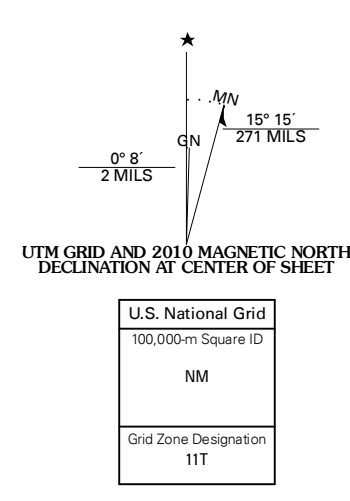 ★
MN
GN
15° 15´
271 MILS
0° 8´
2 MILS
UTM GRID AND 2010 MAGNETIC NORTH
DECLINATION AT CENTER OF SHEET
U.S. National Grid
100,000-m Square ID
NM
Grid Zone Designation
11T